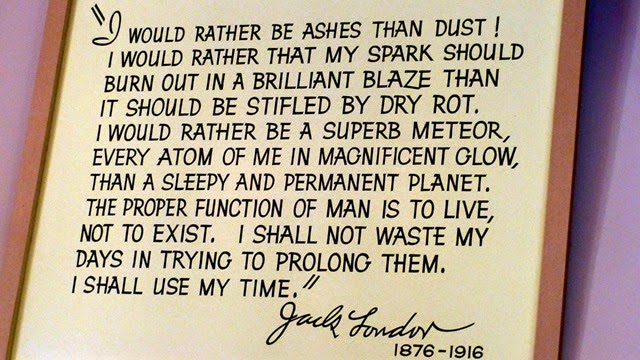 "I WOULD RATHER BE ASHES THAN DUST!
I WOULD RATHER THAT MY SPARK SHOULD
BURN OUT IN A BRILLIANT BLAZE THAN
IT SHOULD BE STIFLED BY DRY ROT.
I WOULD RATHER BE A SUPERB METEOR,
EVERY ATOM OF ME IN MAGNIFICENT GLOW,
THAN A SLEEPY AND PERMANENT PLANET.
THE PROPER FUNCTION OF MAN IS TO LIVE,
NOT TO EXIST. I SHALL NOT WASTE MY
DAYS IN TRYING TO PROLONG THEM.
I SHALL USE MY TIME."
Jack London
1876-1916